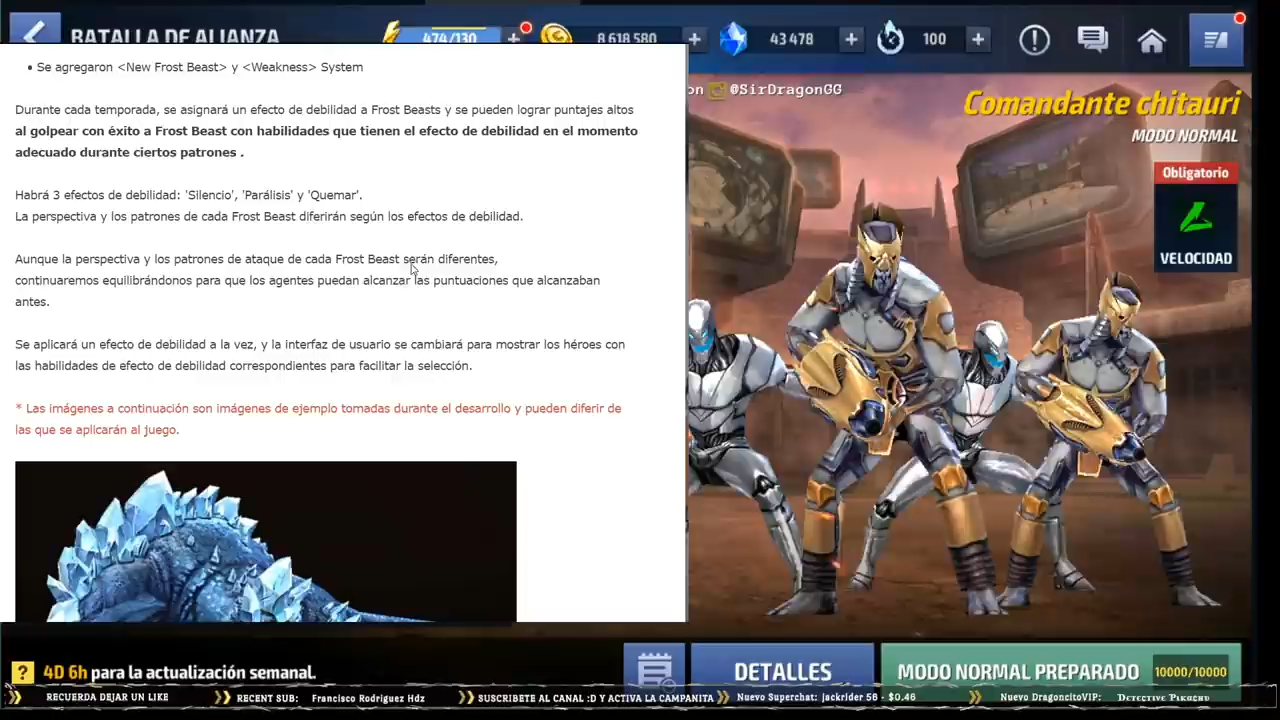 BATALLA DE ALIANZA
474/130
8 618 580
43 478
100
• Se agregaron <New Frost Beast> y <Weakness> System
Durante cada temporada, se asignará un efecto de debilidad a Frost Beasts y se pueden lograr puntajes altos
al golpear con éxito a Frost Beast con habilidades que tienen el efecto de debilidad en el momento
adecuado durante ciertos patrones .
Habrá 3 efectos de debilidad: 'Silencio', 'Parálisis' y 'Quemar'.
La perspectiva y los patrones de cada Frost Beast diferirán según los efectos de debilidad.
Aunque la perspectiva y los patrones de ataque de cada Frost Beast serán diferentes,
continuaremos equilibrándonos para que los agentes puedan alcanzar las puntuaciones que alcanzaban
antes.
Se aplicará un efecto de debilidad a la vez, y la interfaz de usuario se cambiará para mostrar los héroes con
las habilidades de efecto de debilidad correspondientes para facilitar la selección.
* Las imágenes a continuación son imágenes de ejemplo tomadas durante el desarrollo y pueden diferir de
las que se aplicarán al juego.
on @SirDragonGG
Comandante chitauri
MODO NORMAL
Obligatorio
VELOCIDAD
? 4D 6h para la actualización semanal.
DETALLES
MODO NORMAL PREPARADO 10000/10000
RECUERDA DEJAR UN LIKE
RECENT SUB: Francisco Rodriguez Hdz
SUSCRIBETE AL CANAL :D Y ACTIVA LA CAMPANITA
Nuevo Superchat: jackrider 56 - $0.46
Nuevo DragoncitoVIP: Detective Pikachu